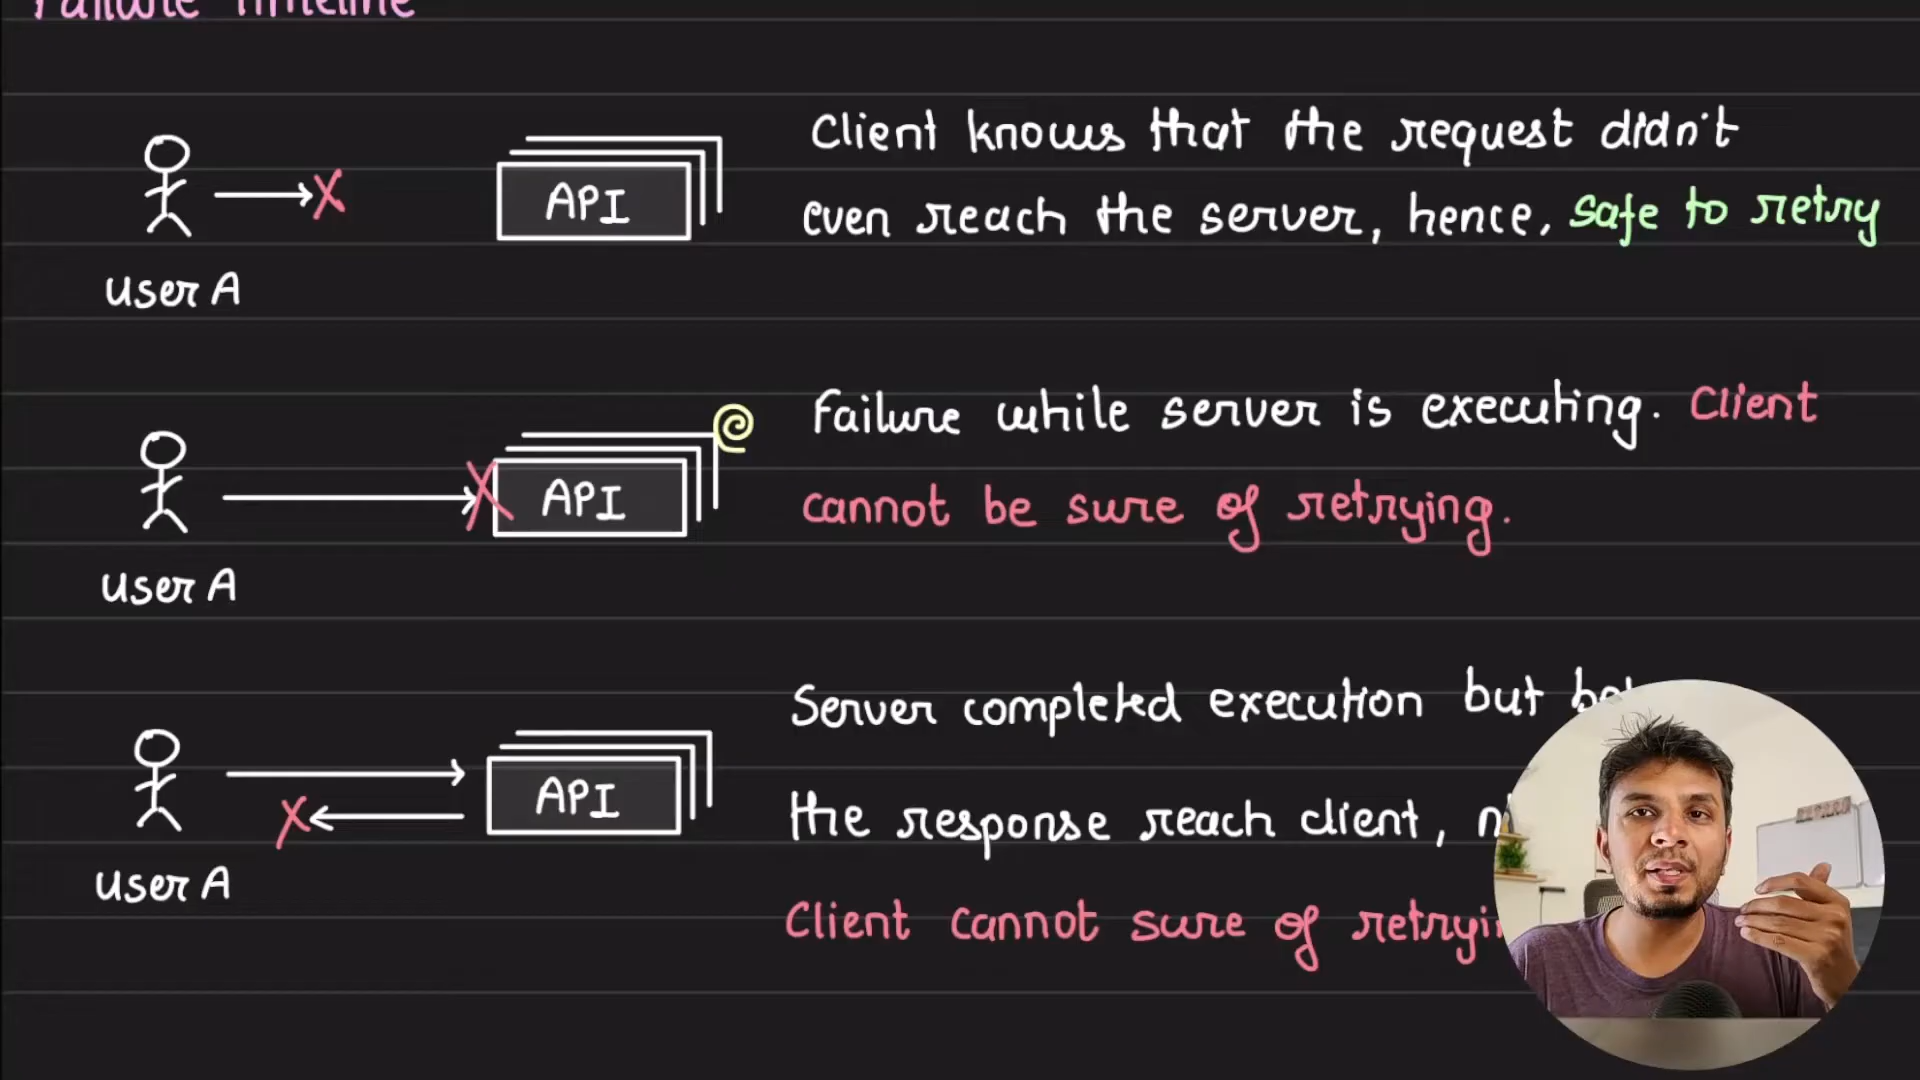 Failure Timeline
Client knows that the request didn't
API
even reach the server, hence, safe to retry
user A
Failure while server is executing. Client
API
cannot be sure of retrying.
user A
Server completed execution but
API
the response reach client,
user A
Client cannot sure of